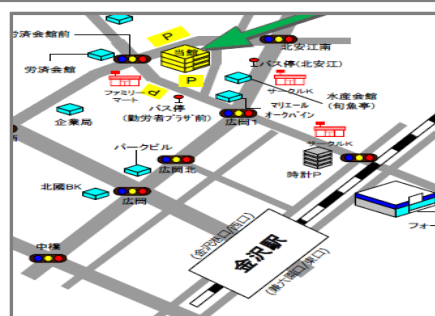 労済会館前
P
当館
北安江南
労済会館
P
バス停(北安江)
ファミリー
マート
P
サークルK
バス停
(勤労者プラザ前)
水産会館
(旬魚亭)
マリエール
オークパイン
企業局
広岡1
サークルK
パークビル
広岡北
時計P
北國BK
広岡
中橋
(金沢港口/西口)
金沢駅
(兼六園口/東口)
フォー